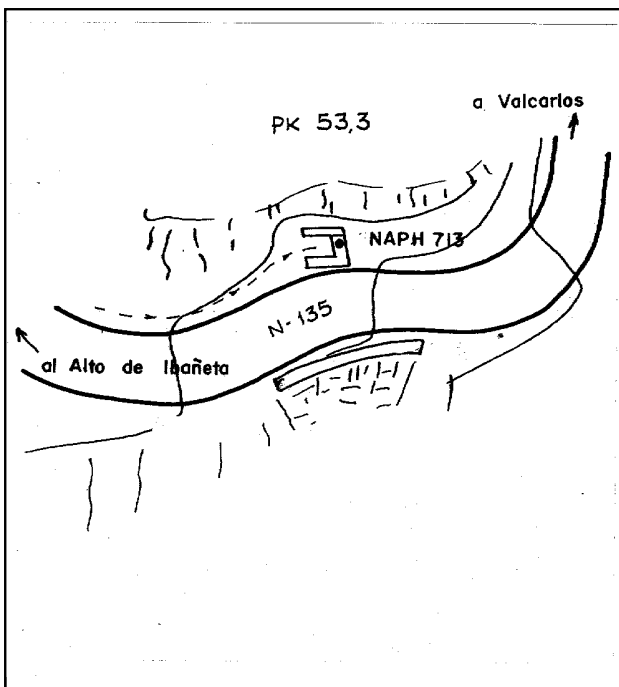 a Valcarlos
PK 53,3
NAPH 713
N-135
al Alto de Ibañeta